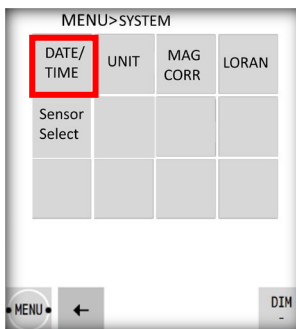 MENU>SYSTEM
DATE/ TIME
UNIT
MAG CORR
LORAN
Sensor Select
•MENU•
←
DIM
-